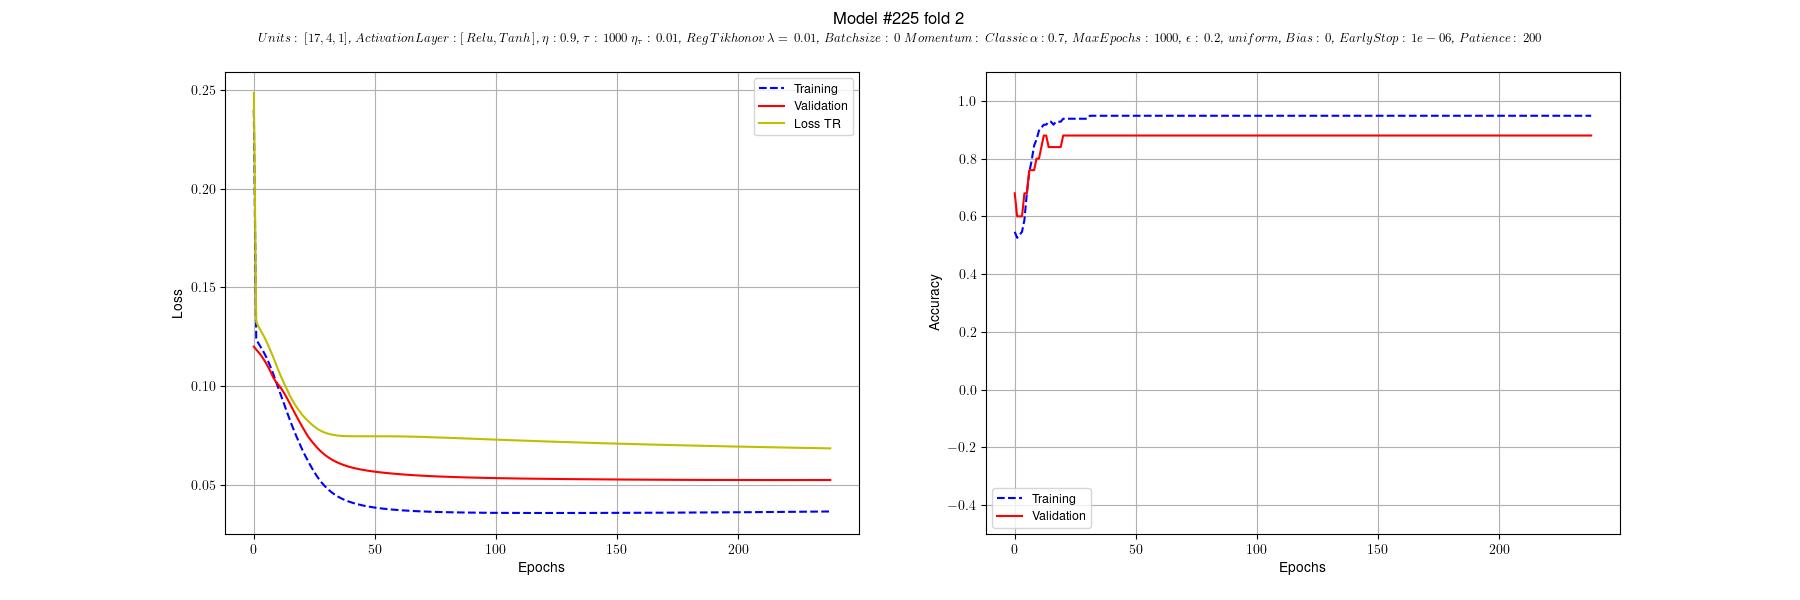 Model #225 fold 2
Units : [17, 4, 1], ActivationLayer : [Relu, Tanh], η : 0.9, τ : 1000 ητ : 0.01, RegTikhonov λ = 0.01, Batchsize : 0 Momentum : Classic α : 0.7, MaxEpochs : 1000, ϵ : 0.2, uniform, Bias : 0, EarlyStop : 1e − 06, Patience : 200
0.25
0.20
0.15
0.10
0.05
Loss
0 50 100 150 200
Epochs
Training
Validation
Loss TR
1.0
0.8
0.6
0.4
0.2
0.0
−0.2
−0.4
Accuracy
0 50 100 150 200
Epochs
Training
Validation